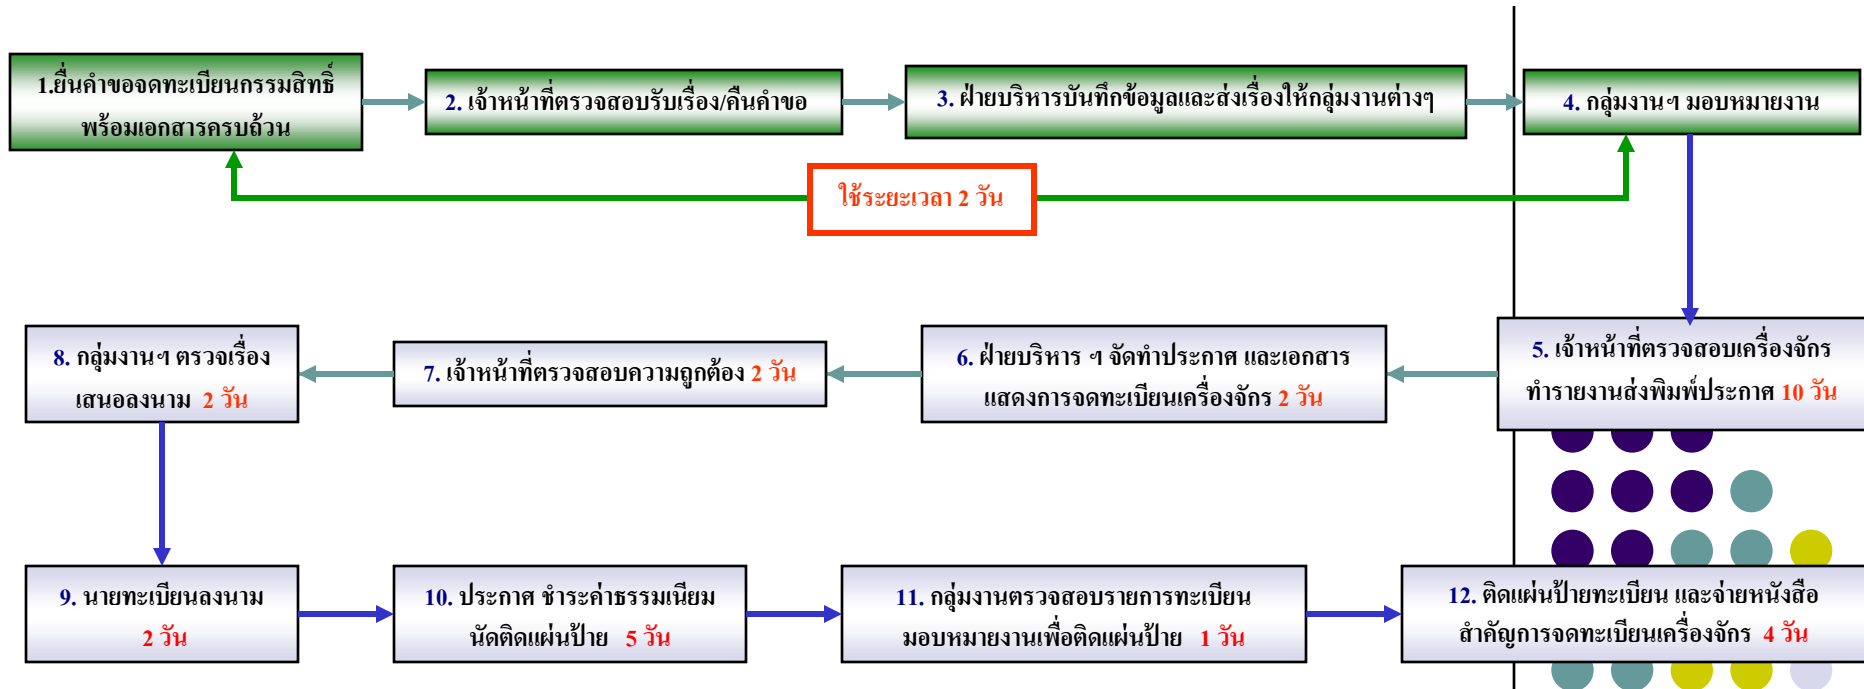 1.ยื่นคำขอจดทะเบียนกรรมสิทธิ์
พร้อมเอกสารครบถ้วน
2. เจ้าหน้าที่ตรวจสอบรับเรื่อง/คืนคำขอ
3. ฝ่ายบริหารบันทึกข้อมูลและส่งเรื่องให้กลุ่มงานต่างๆ
4. กลุ่มงานฯ มอบหมายงาน
ใช้ระยะเวลา 2 วัน
5. เจ้าหน้าที่ตรวจสอบเครื่องจักร
ทำรายงานส่งพิมพ์ประกาศ 10 วัน
6. ฝ่ายบริหาร ฯ จัดทำประกาศ และเอกสาร
แสดงการจดทะเบียนเครื่องจักร 2 วัน
7. เจ้าหน้าที่ตรวจสอบความถูกต้อง 2 วัน
8. กลุ่มงานฯ ตรวจเรื่อง
เสนอลงนาม 2 วัน
9. นายทะเบียนลงนาม
2 วัน
10. ประกาศ ชำระค่าธรรมเนียม
นัดติดแผ่นป้าย 5 วัน
11. กลุ่มงานตรวจสอบรายการทะเบียน
มอบหมายงานเพื่อติดแผ่นป้าย 1 วัน
12. ติดแผ่นป้ายทะเบียน และจ่ายหนังสือ
สำคัญการจดทะเบียนเครื่องจักร 4 วัน